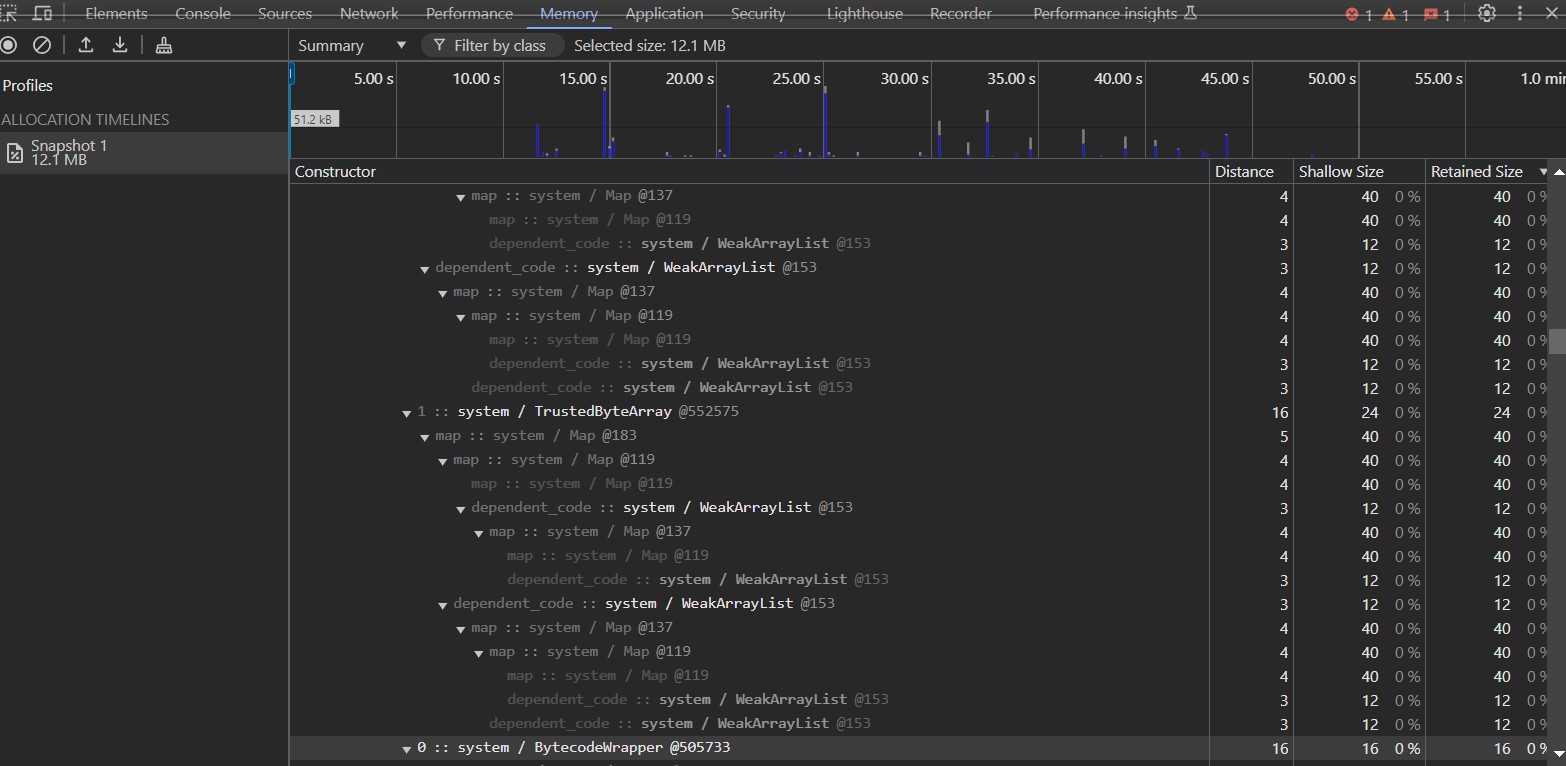 Elements Console Sources Network Performance Memory Application Security Lighthouse Recorder Performance insights 1 1 1
Summary Filter by class Selected size: 12.1 MB
Profiles
ALLOCATION TIMELINES
Snapshot 1
12.1 MB
5.00 s 10.00 s 15.00 s 20.00 s 25.00 s 30.00 s 35.00 s 40.00 s 45.00 s 50.00 s 55.00 s 1.0 min
51.2 kB
Constructor Distance Shallow Size Retained Size
map :: system / Map @137 4 40 0 % 40 0 %
map :: system / Map @119 4 40 0 % 40 0 %
dependent_code :: system / WeakArrayList @153 3 12 0 % 12 0 %
dependent_code :: system / WeakArrayList @153 3 12 0 % 12 0 %
map :: system / Map @137 4 40 0 % 40 0 %
map :: system / Map @119 4 40 0 % 40 0 %
map :: system / Map @119 4 40 0 % 40 0 %
dependent_code :: system / WeakArrayList @153 3 12 0 % 12 0 %
dependent_code :: system / WeakArrayList @153 3 12 0 % 12 0 %
1 :: system / TrustedByteArray @552575 16 24 0 % 24 0 %
map :: system / Map @183 5 40 0 % 40 0 %
map :: system / Map @119 4 40 0 % 40 0 %
map :: system / Map @119 4 40 0 % 40 0 %
dependent_code :: system / WeakArrayList @153 3 12 0 % 12 0 %
map :: system / Map @137 4 40 0 % 40 0 %
map :: system / Map @119 4 40 0 % 40 0 %
dependent_code :: system / WeakArrayList @153 3 12 0 % 12 0 %
dependent_code :: system / WeakArrayList @153 3 12 0 % 12 0 %
map :: system / Map @137 4 40 0 % 40 0 %
map :: system / Map @119 4 40 0 % 40 0 %
map :: system / Map @119 4 40 0 % 40 0 %
dependent_code :: system / WeakArrayList @153 3 12 0 % 12 0 %
dependent_code :: system / WeakArrayList @153 3 12 0 % 12 0 %
0 :: system / BytecodeWrapper @505733 16 16 0 % 16 0 %